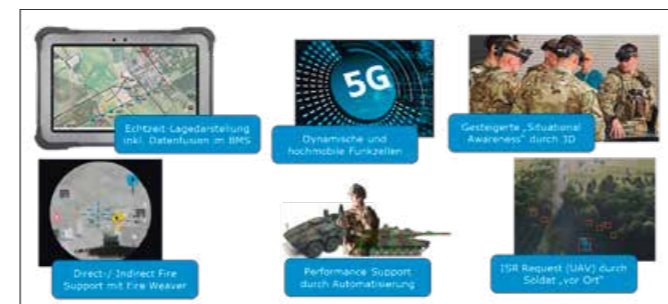 Echtzeit-Lagedarstellung
inkl. Datenfusion im BMS
5G
Dynamische und
hochmobile Funkzellen
Gesteigerte „Situational
Awareness" durch 3D
Direct-/ Indirect Fire
Support mit Fire Weaver
Performance Support
durch Automatisierung
ISR Request (UAV) durch
Soldat „vor Ort"